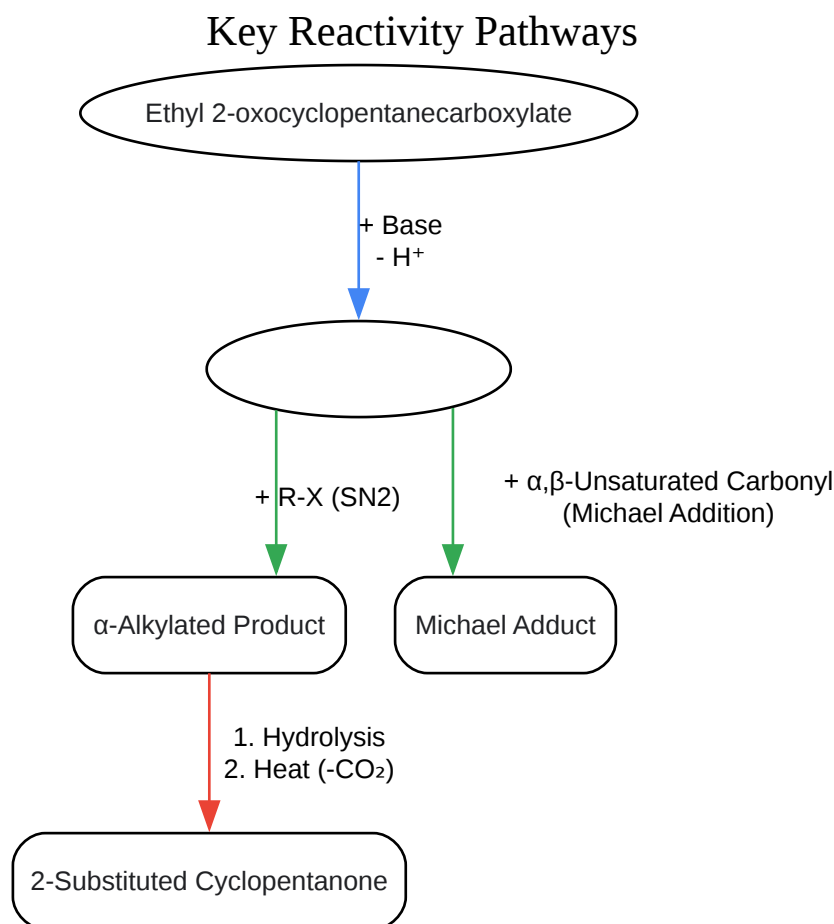 Key Reactivity Pathways
Ethyl 2-oxocyclopentanecarboxylate
+ Base
- H⁺
+ R-X (SN2)
+ α,β-Unsaturated Carbonyl
(Michael Addition)
α-Alkylated Product
Michael Adduct
1. Hydrolysis
2. Heat (-CO₂)
2-Substituted Cyclopentanone